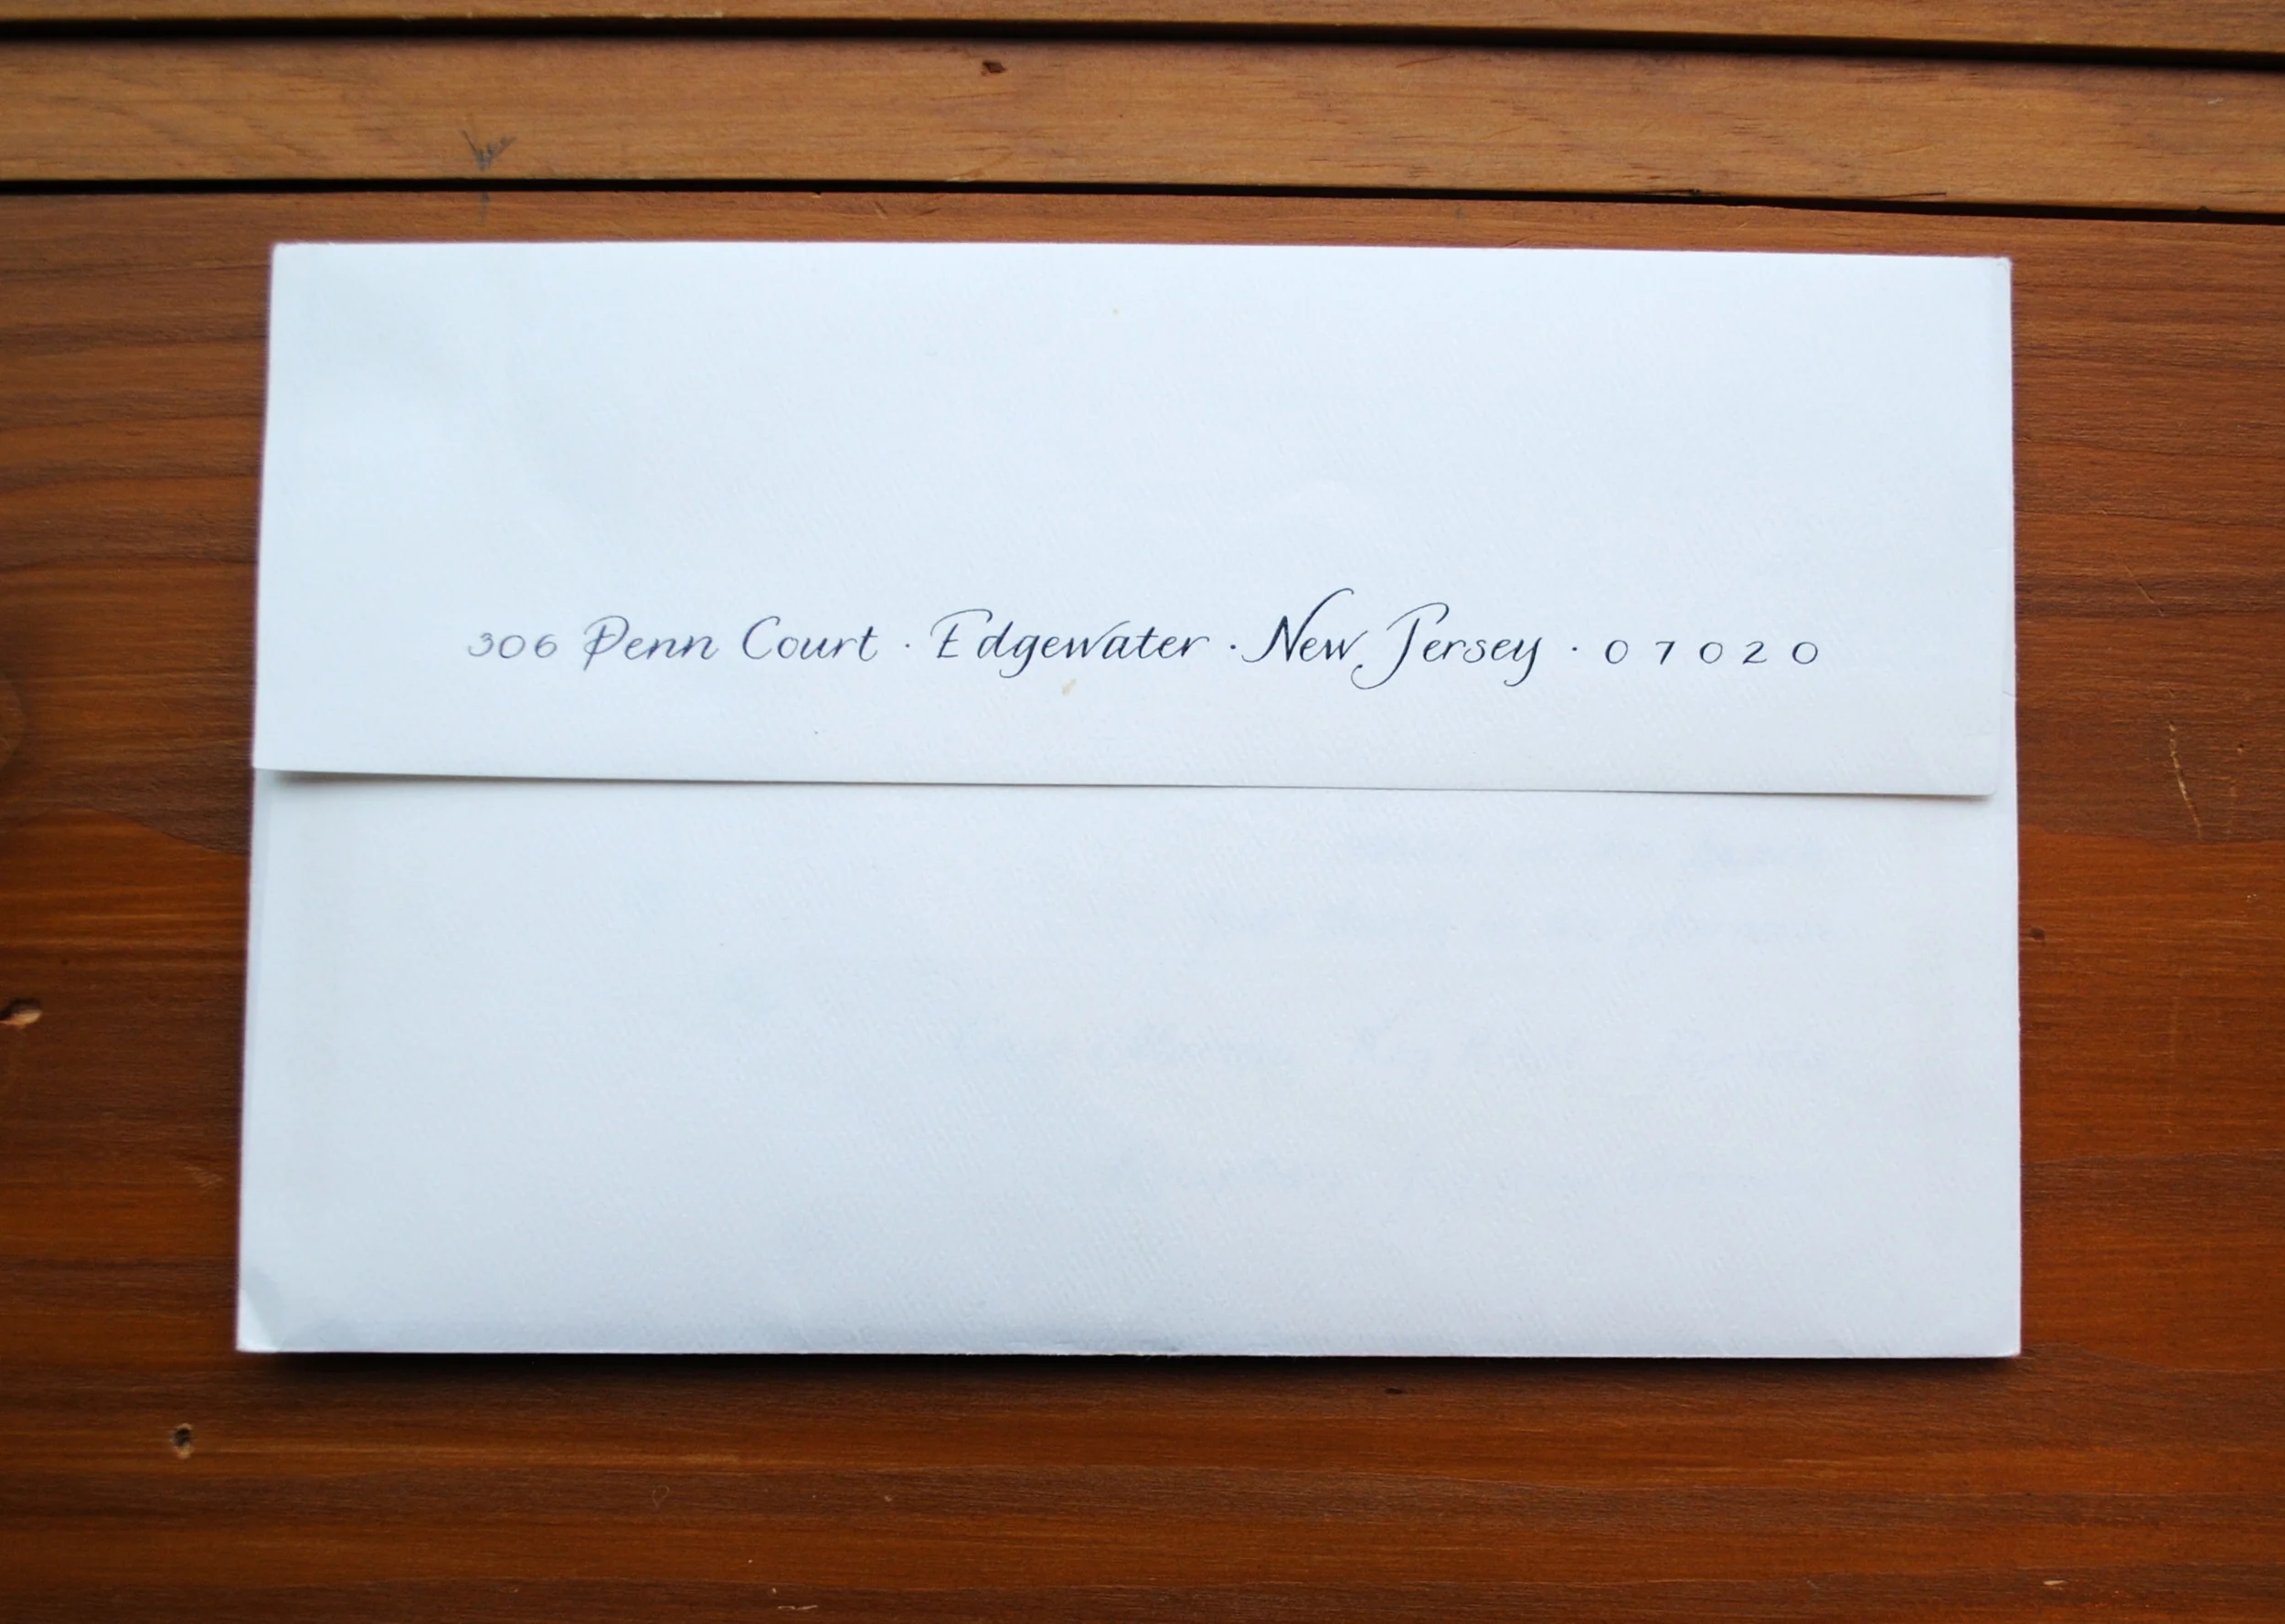 306 Penn Court · Edgewater · New Jersey · 07020